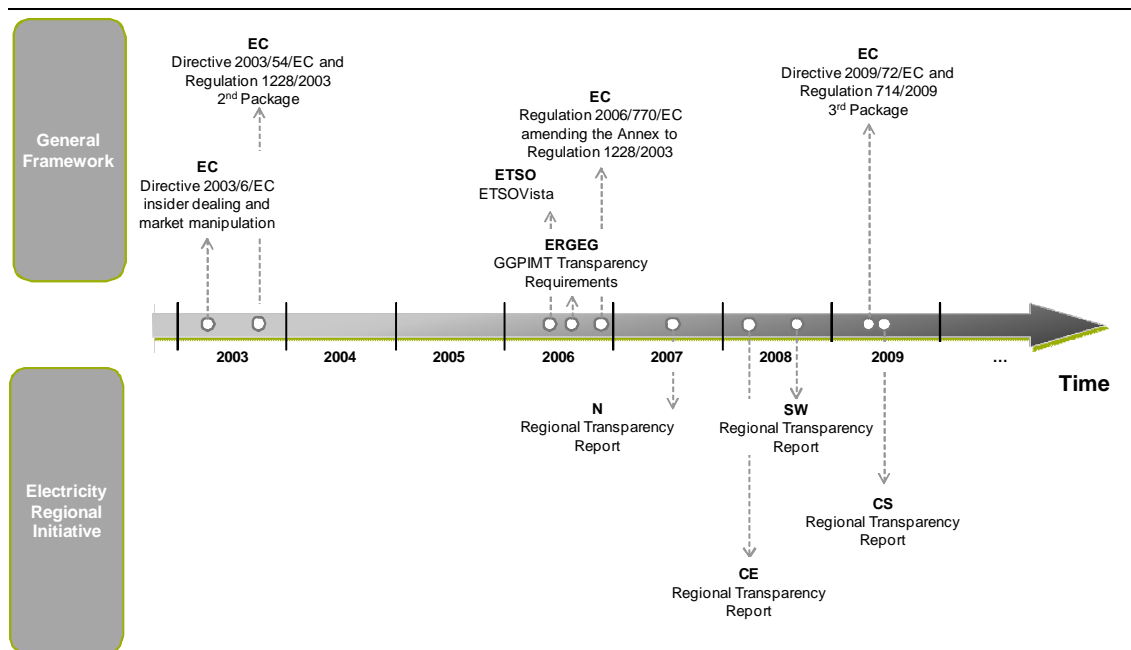 General
Framework
EC
Directive 2003/54/EC and
Regulation 1228/2003
2nd Package
EC
Directive 2003/6/EC
insider dealing and
market manipulation
ETSO
ETSOVista
EC
Regulation 2006/770/EC
amending the Annex to
Regulation 1228/2003
ERGEG
GGPIMT Transparency
Requirements
EC
Directive 2009/72/EC and
Regulation 714/2009
3rd Package
2003
2004
2005
2006
2007
2008
2009
…
Time
Electricity
Regional
Initiative
N
Regional Transparency
Report
SW
Regional Transparency
Report
CS
Regional Transparency
Report
CE
Regional Transparency
Report